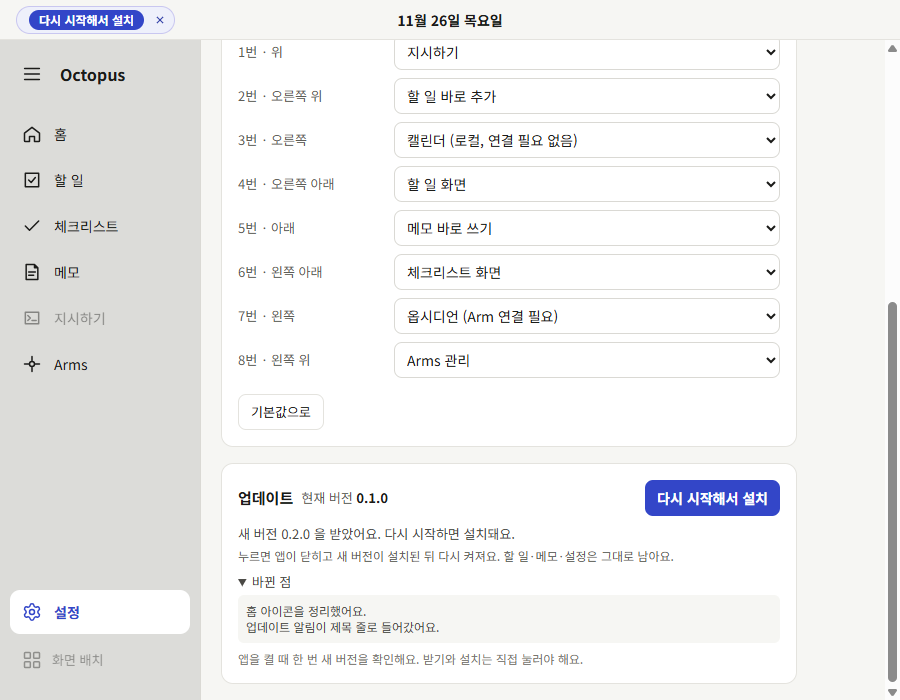 다시 시작해서 설치 ×
11월 26일 목요일
Octopus
홈
할 일
체크리스트
메모
지시하기
Arms
설정
화면 배치
1번 · 위 지시하기
2번 · 오른쪽 위 할 일 바로 추가
3번 · 오른쪽 캘린더 (로컬, 연결 필요 없음)
4번 · 오른쪽 아래 할 일 화면
5번 · 아래 메모 바로 쓰기
6번 · 왼쪽 아래 체크리스트 화면
7번 · 왼쪽 옵시디언 (Arm 연결 필요)
8번 · 왼쪽 위 Arms 관리
기본값으로
업데이트 현재 버전 0.1.0 다시 시작해서 설치
새 버전 0.2.0 을 받았어요. 다시 시작하면 설치돼요.
누르면 앱이 닫히고 새 버전이 설치된 뒤 다시 켜져요. 할 일·메모·설정은 그대로 남아요.
▼ 바뀐 점
홈 아이콘을 정리했어요.
업데이트 알림이 제목 줄로 들어갔어요.
앱을 켤 때 한 번 새 버전을 확인해요. 받기와 설치는 직접 눌러야 해요.